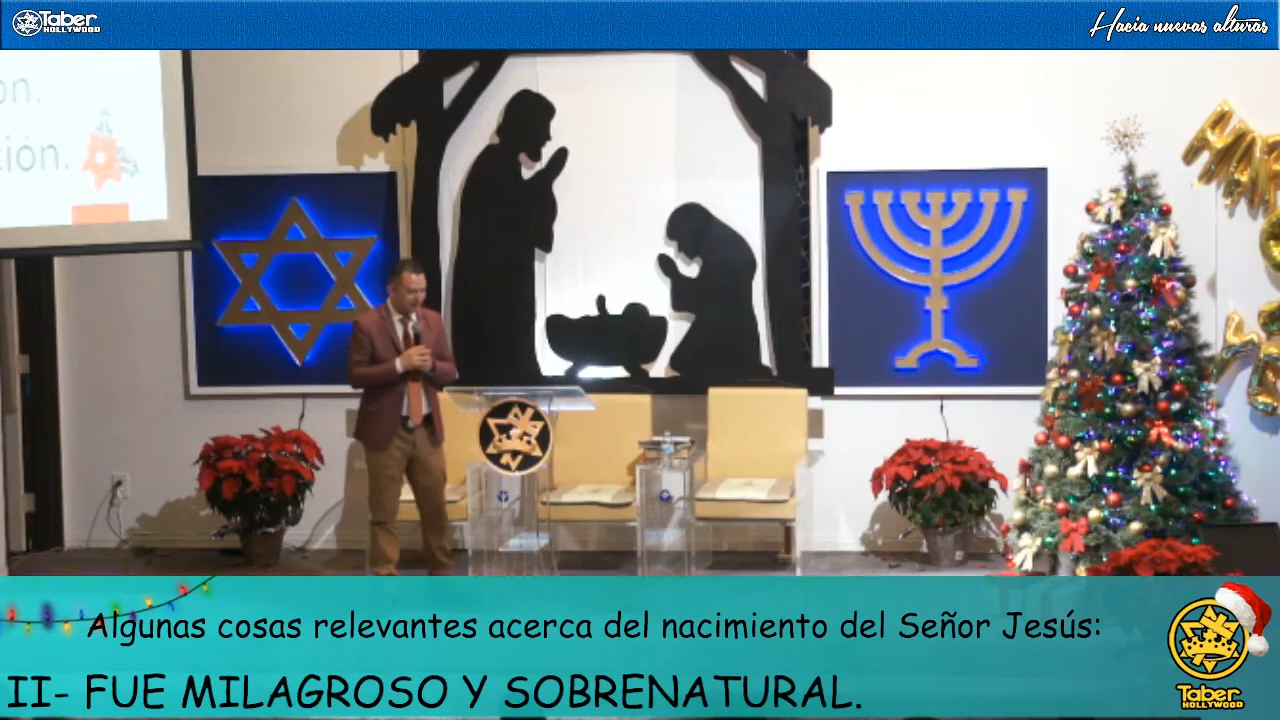 Taber
HOLLYWOOD
Hacia nuevas alturas
ón.
ción.
Algunas cosas relevantes acerca del nacimiento del Señor Jesús:
II- FUE MILAGROSO Y SOBRENATURAL.
Taber
HOLLYWOOD